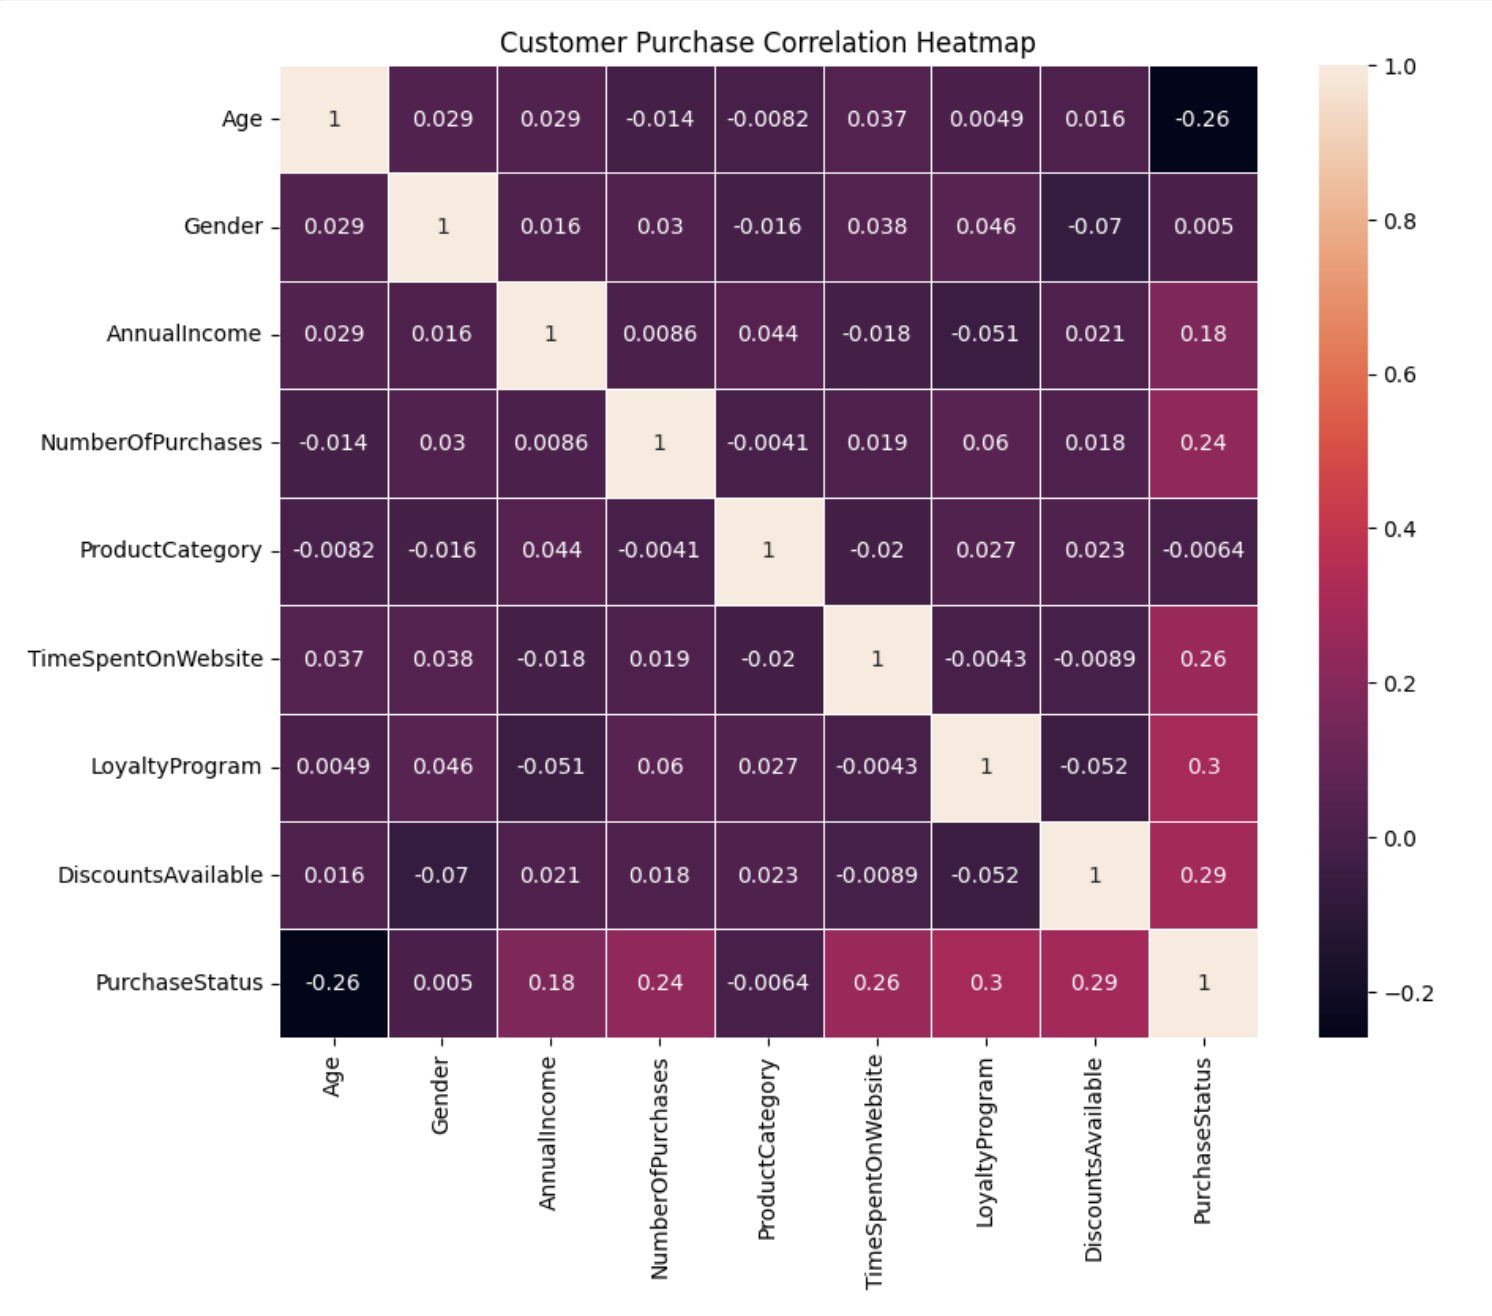 Customer Purchase Correlation Heatmap
Age 1 0.029 0.029 -0.014 -0.0082 0.037 0.0049 0.016 -0.26
Gender 0.029 1 0.016 0.03 -0.016 0.038 0.046 -0.07 0.005
AnnualIncome 0.029 0.016 1 0.0086 0.044 -0.018 -0.051 0.021 0.18
NumberOfPurchases -0.014 0.03 0.0086 1 -0.0041 0.019 0.06 0.018 0.24
ProductCategory -0.0082 -0.016 0.044 -0.0041 1 -0.02 0.027 0.023 -0.0064
TimeSpentOnWebsite 0.037 0.038 -0.018 0.019 -0.02 1 -0.0043 -0.0089 0.26
LoyaltyProgram 0.0049 0.046 -0.051 0.06 0.027 -0.0043 1 -0.052 0.3
DiscountsAvailable 0.016 -0.07 0.021 0.018 0.023 -0.0089 -0.052 1 0.29
PurchaseStatus -0.26 0.005 0.18 0.24 -0.0064 0.26 0.3 0.29 1
Age
Gender
AnnualIncome
NumberOfPurchases
ProductCategory
TimeSpentOnWebsite
LoyaltyProgram
DiscountsAvailable
PurchaseStatus
1.0
0.8
0.6
0.4
0.2
0.0
−0.2